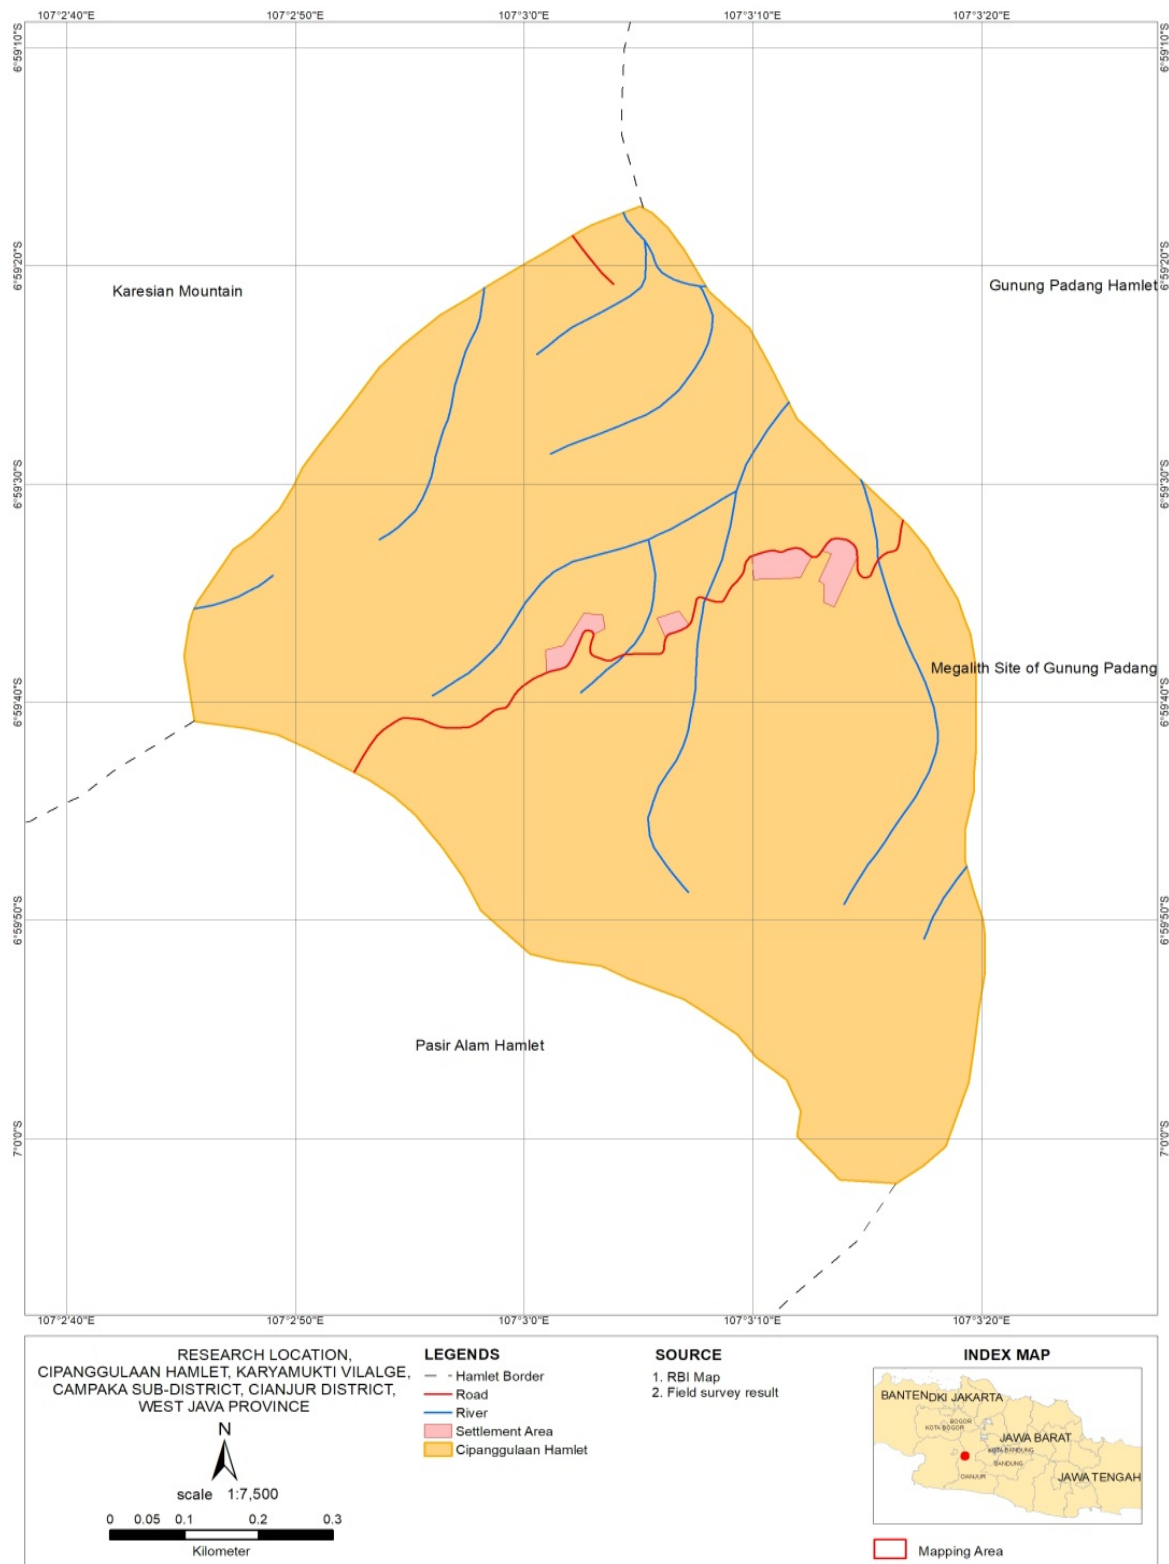 107°2'40"E 107°2'50"E 107°3'0"E 107°3'10"E 107°3'20"E
6°59'10"S 6°59'10"S
6°59'20"S 6°59'20"S
Karesian Mountain
Gunung Padang Hamlet
6°59'30"S 6°59'30"S
Megalith Site of Gunung Padang
6°59'40"S 6°59'40"S
6°59'50"S 6°59'50"S
Pasir Alam Hamlet
7°0'0"S 7°0'0"S
107°2'40"E 107°2'50"E 107°3'0"E 107°3'10"E 107°3'20"E
RESEARCH LOCATION,
CIPANGGULAAN HAMLET, KARYAMUKTI VILALGE,
CAMPAKA SUB-DISTRICT, CIANJUR DISTRICT,
WEST JAVA PROVINCE
N
scale 1:7,500
0 0.05 0.1 0.2 0.3
Kilometer
LEGENDS
Hamlet Border
Road
River
Settlement Area
Cipanggulaan Hamlet
SOURCE
1. RBI Map
2. Field survey result
INDEX MAP
BANTEN DKI JAKARTA
BOGOR
KOTA BOGOR
JAWA BARAT
KOTA BANDUNG
BANDUNG
CIANJUR
JAWA TENGAH
Mapping Area